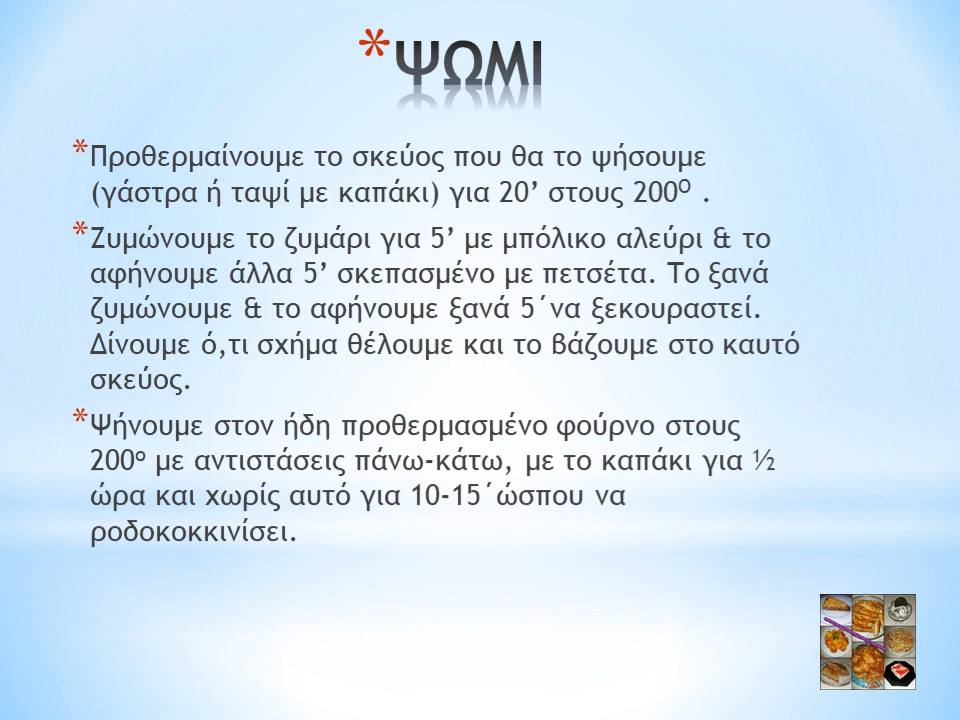 *ΨΩΜΙ
*Προθερμαίνουμε το σκεύος που θα το ψήσουμε
(γάστρα ή ταψί με καπάκι) για 20’ στους 200Ο .
*Ζυμώνουμε το ζυμάρι για 5’ με μπόλικο αλεύρι & το
αφήνουμε άλλα 5’ σκεπασμένο με πετσέτα. Το ξανά
ζυμώνουμε & το αφήνουμε ξανά 5΄να ξεκουραστεί.
Δίνουμε ό,τι σχήμα θέλουμε και το βάζουμε στο καυτό
σκεύος.
*Ψήνουμε στον ήδη προθερμασμένο φούρνο στους
200ο με αντιστάσεις πάνω-κάτω, με το καπάκι για ½
ώρα και χωρίς αυτό για 10-15΄ώσπου να
ροδοκοκκινίσει.